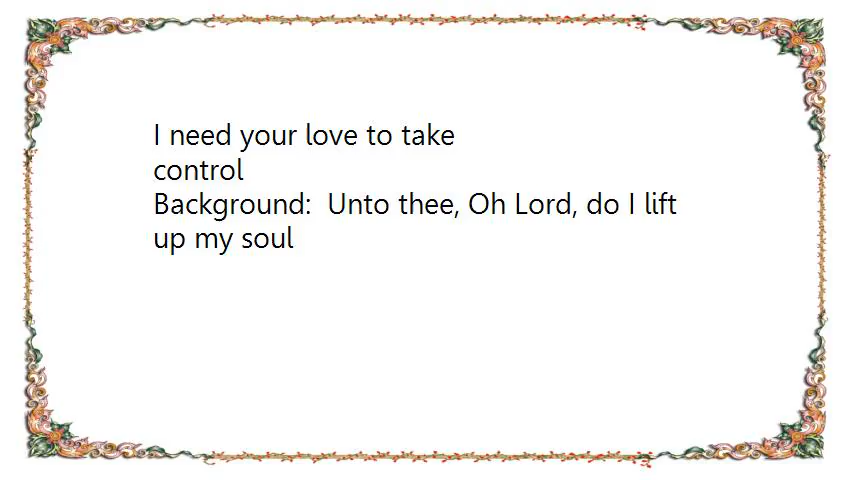 I need your love to take
control
Background:  Unto thee, Oh Lord, do I lift
up my soul